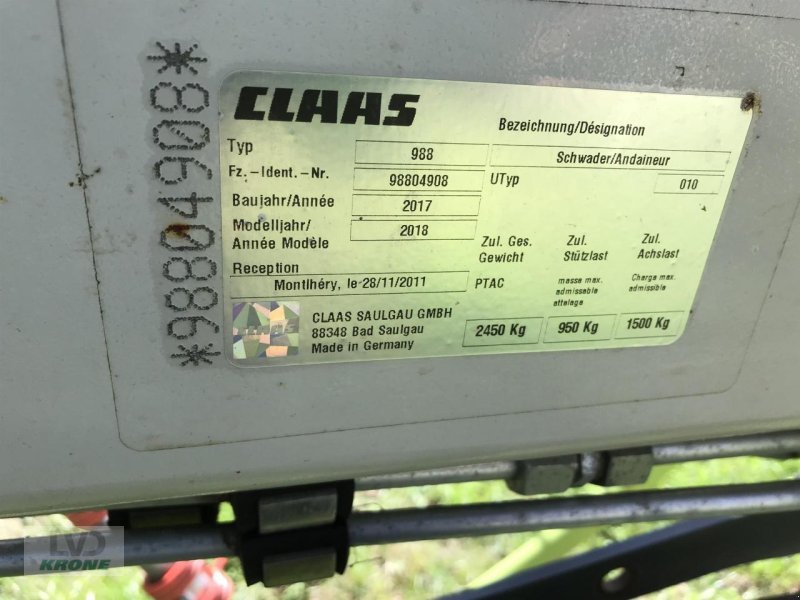 *98804908*
CLAAS
Bezeichnung/Désignation
Typ 988 Schwader/Andaineur
Fz.-Ident.-Nr. 98804908 UTyp 010
Baujahr/Année 2017
Modelljahr/
Année Modèle 2018
Zul. Ges.
Gewicht
PTAC
Zul.
Stützlast
masse max.
admissable
attelage
Zul.
Achslast
Charge max.
admissible
Reception
Montlhéry, le-28/11/2011
CLAAS
CLAAS SAULGAU GMBH
88348 Bad Saulgau
Made in Germany
2450 Kg 950 Kg 1500 Kg
LVD
KRONE